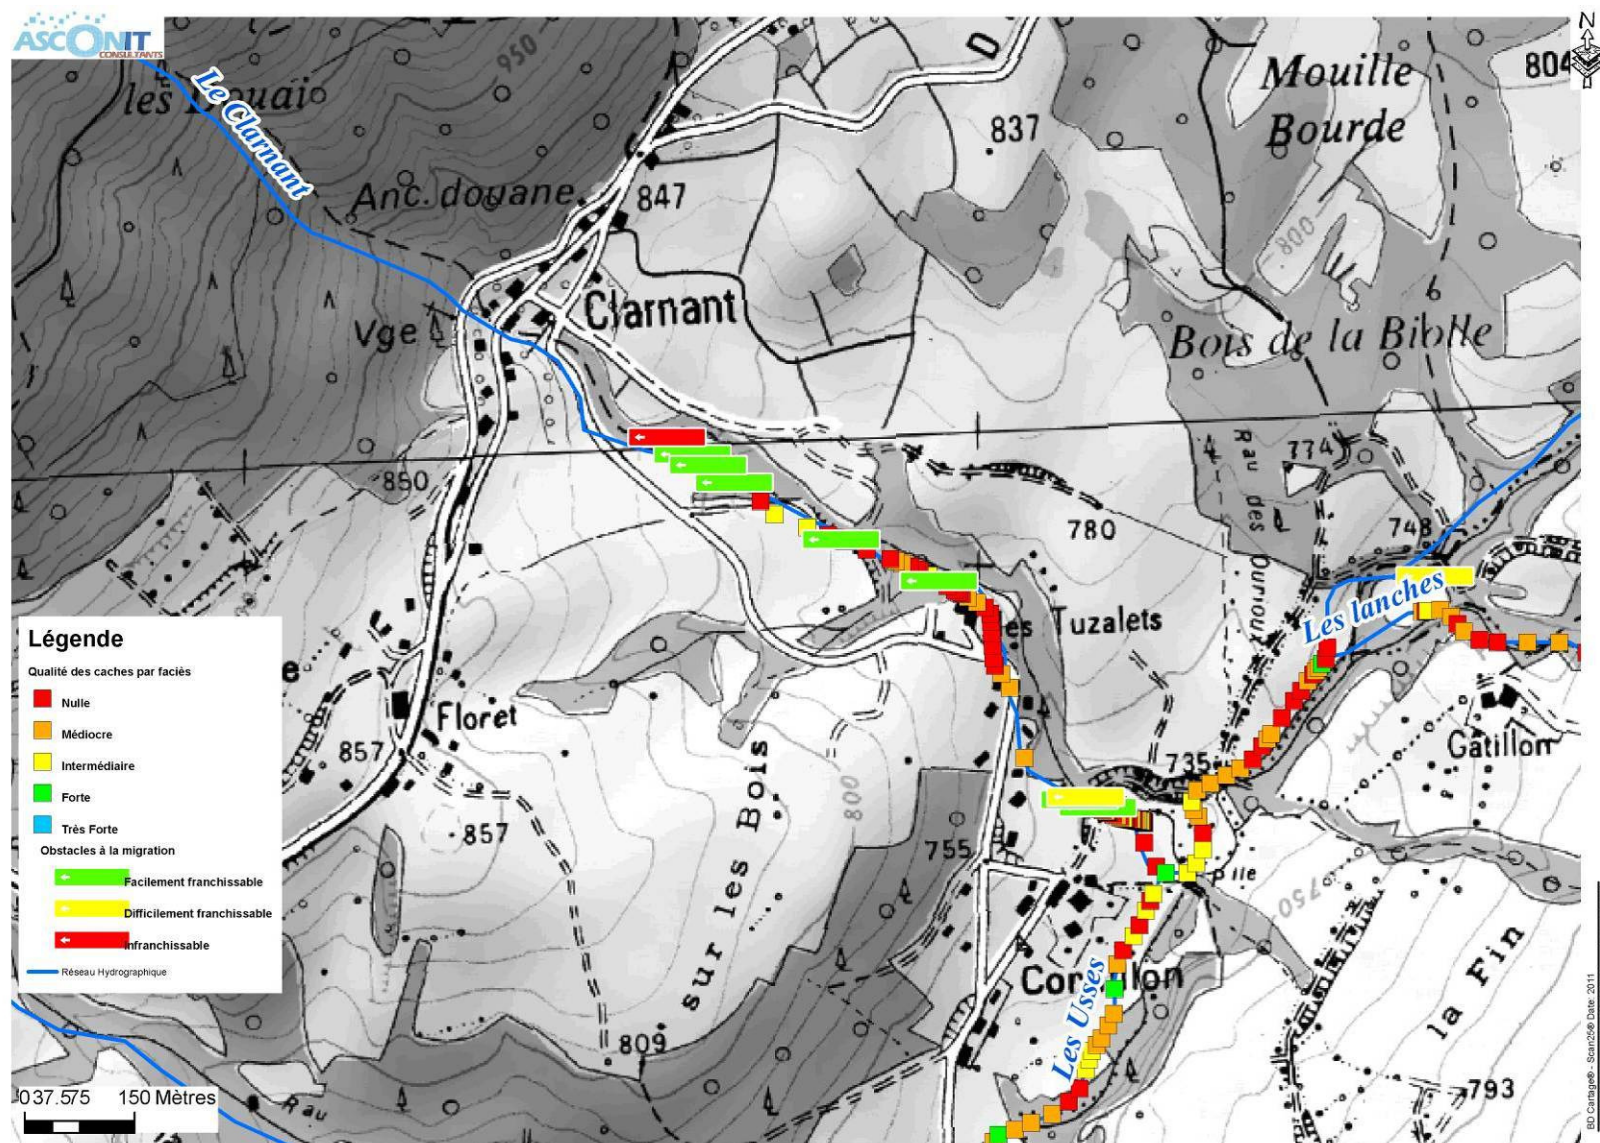 ASCONIT
CONSULTANTS
N
950
D
Mouille
Bourde
804
les Douai
Le Clarnant
837
Anc. douane
847
800
Clarnant
Vge
Bois de la Biolle
850
Rau des Ourioux
774
780
748
Les lanches
Tuzalets
Légende
Qualité des caches par faciès
Nulle
Médiocre
Intermédiaire
Forte
Très Forte
Obstacles à la migration
Facilement franchissable
Difficilement franchissable
Infranchissable
Réseau Hydrographique
e
Floret
857
857
sur les Bois
800
735
Gatillon
755
Pile
750
la Fin
Les Usses
809
793
0 37.5 75 150 Mètres
Rau
BD Cartage® - Scan25® Date: 2011